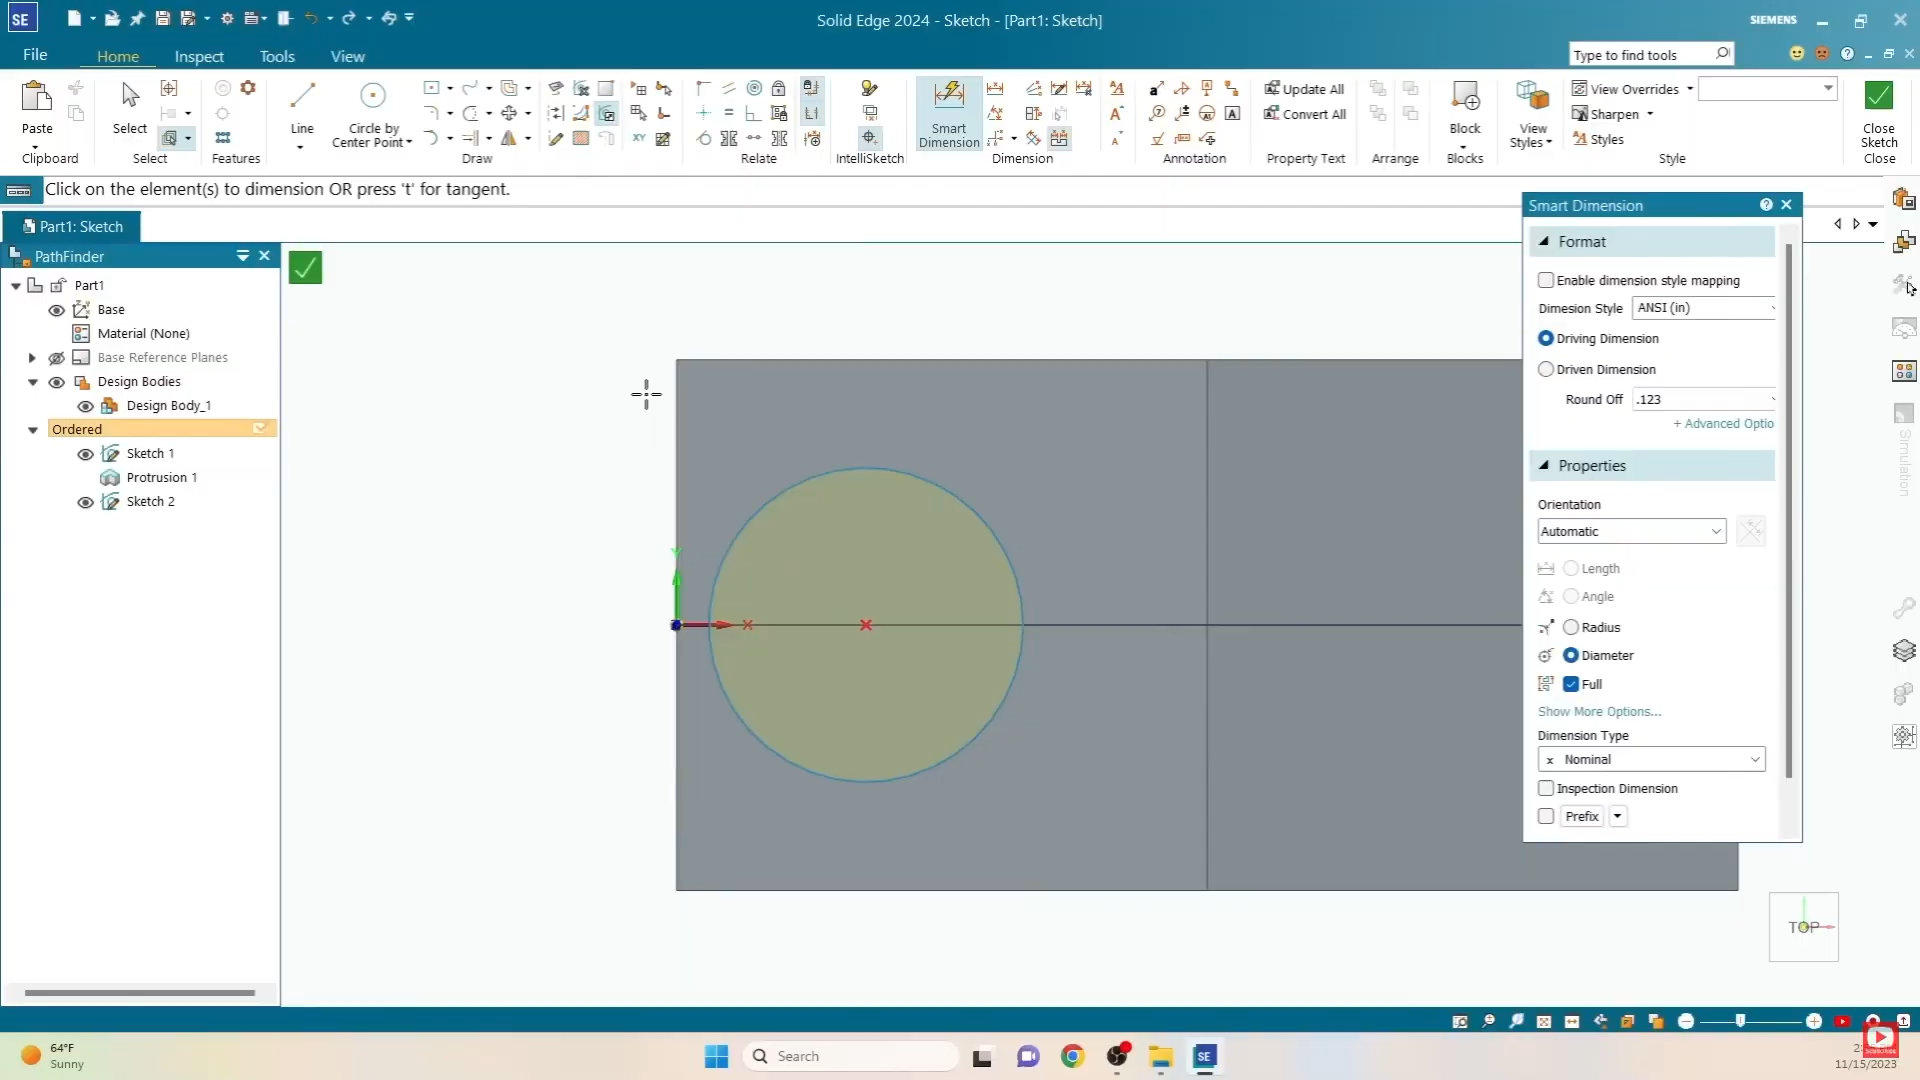 SE
Solid Edge 2024 - Sketch - [Part1: Sketch]
SIEMENS
File
Home
Inspect
Tools
View
Type to find tools
Paste
Clipboard
Select
Select
Features
Line
Circle by
Center Point
Draw
Relate
IntelliSketch
Smart
Dimension
Dimension
Annotation
Update All
Convert All
Property Text
Arrange
Block
Blocks
View
Styles
View Overrides
Sharpen
Styles
Style
Close
Sketch
Close
Click on the element(s) to dimension OR press 't' for tangent.
Part1: Sketch
PathFinder
Part1
Base
Material (None)
Base Reference Planes
Design Bodies
Design Body_1
Ordered
Sketch 1
Protrusion 1
Sketch 2
Y
X
Smart Dimension
Format
Enable dimension style mapping
Dimesion Style
ANSI (in)
Driving Dimension
Driven Dimension
Round Off
.123
+ Advanced Optio
Properties
Orientation
Automatic
Length
Angle
Radius
Diameter
Full
Show More Options...
Dimension Type
x Nominal
Inspection Dimension
Prefix
Simulation
TOP
64°F
Sunny
Search
SE
SUBSCRIBE
11/15/2023